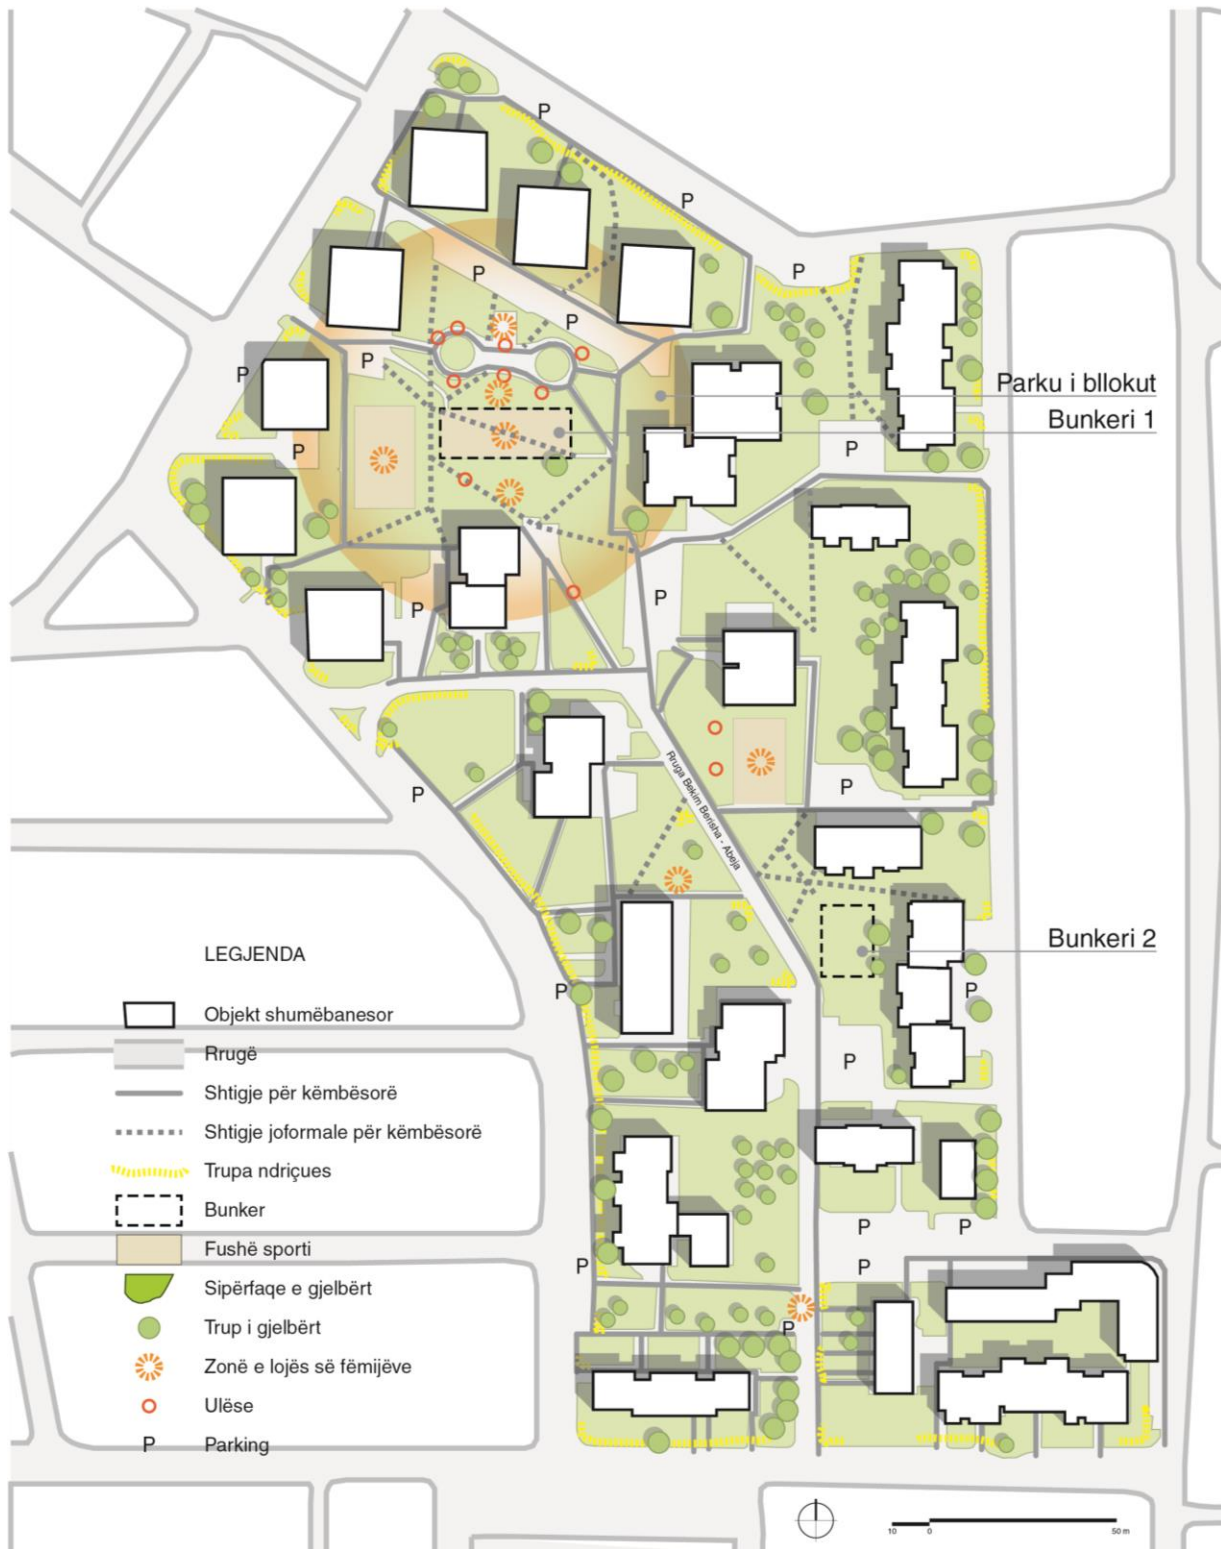 P
P
P
P
P
P
P
Parku i bllokut
Bunkeri 1
P
P
P
P
P
Rruga Bekim Berisha - Abeja
P
P
Bunkeri 2
P
P
P
LEGJENDA
Objekt shumëbanesor
Rrugë
Shtigje për këmbësorë
Shtigje joformale për këmbësorë
Trupa ndriçues
Bunker
Fushë sporti
Sipërfaqe e gjelbërt
Trup i gjelbërt
Zonë e lojës së fëmijëve
Ulëse
P Parking
P
P
P
P
P
10 0 50 m